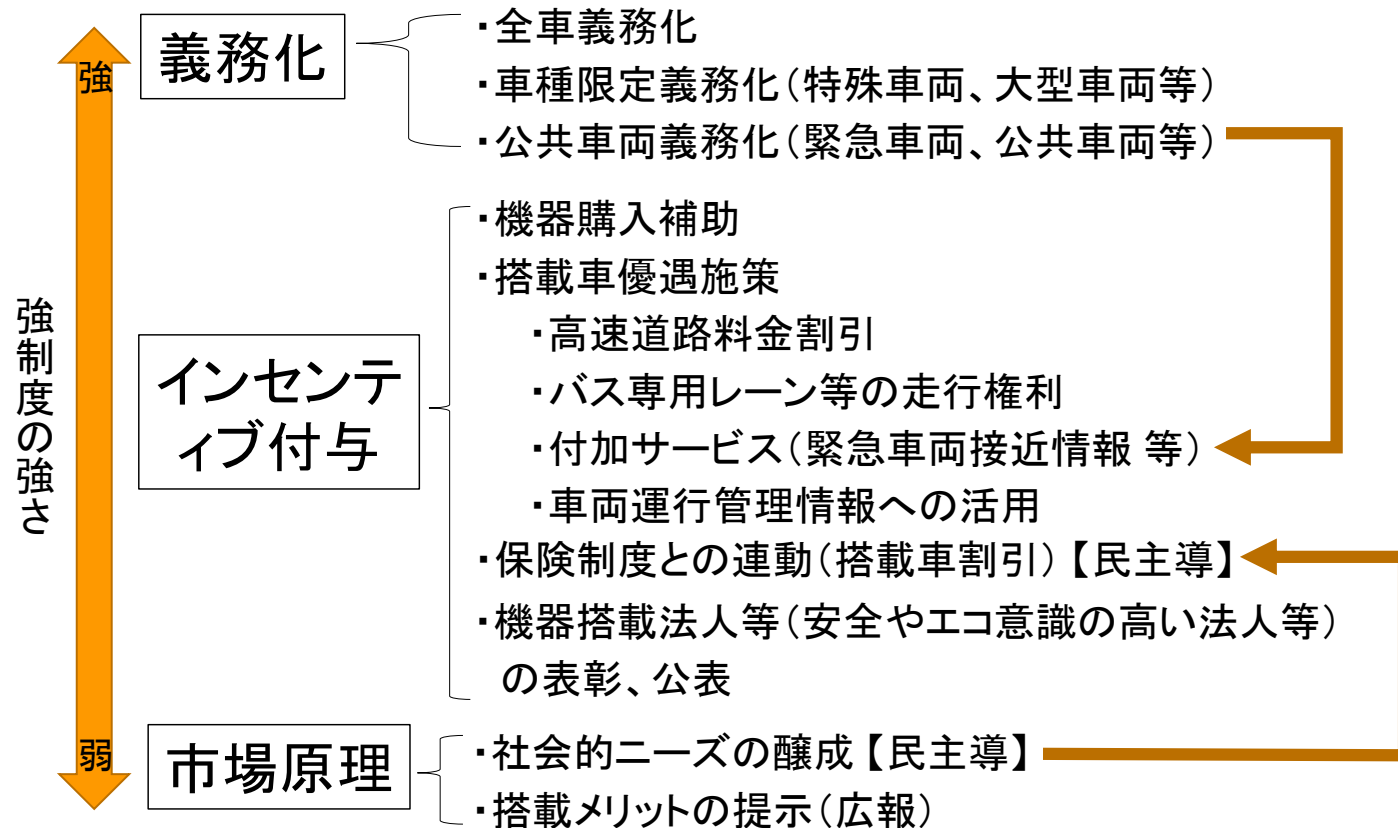 強
強制度の強さ
弱
義務化
・全車義務化
・車種限定義務化（特殊車両、大型車両等）
・公共車両義務化（緊急車両、公共車両等）
インセンテ
ィブ付与
・機器購入補助
・搭載車優遇施策
・高速道路料金割引
・バス専用レーン等の走行権利
・付加サービス（緊急車両接近情報 等）
・車両運行管理情報への活用
・保険制度との連動（搭載車割引）【民主導】
・機器搭載法人等（安全やエコ意識の高い法人等）
の表彰、公表
市場原理
・社会的ニーズの醸成【民主導】
・搭載メリットの提示（広報）